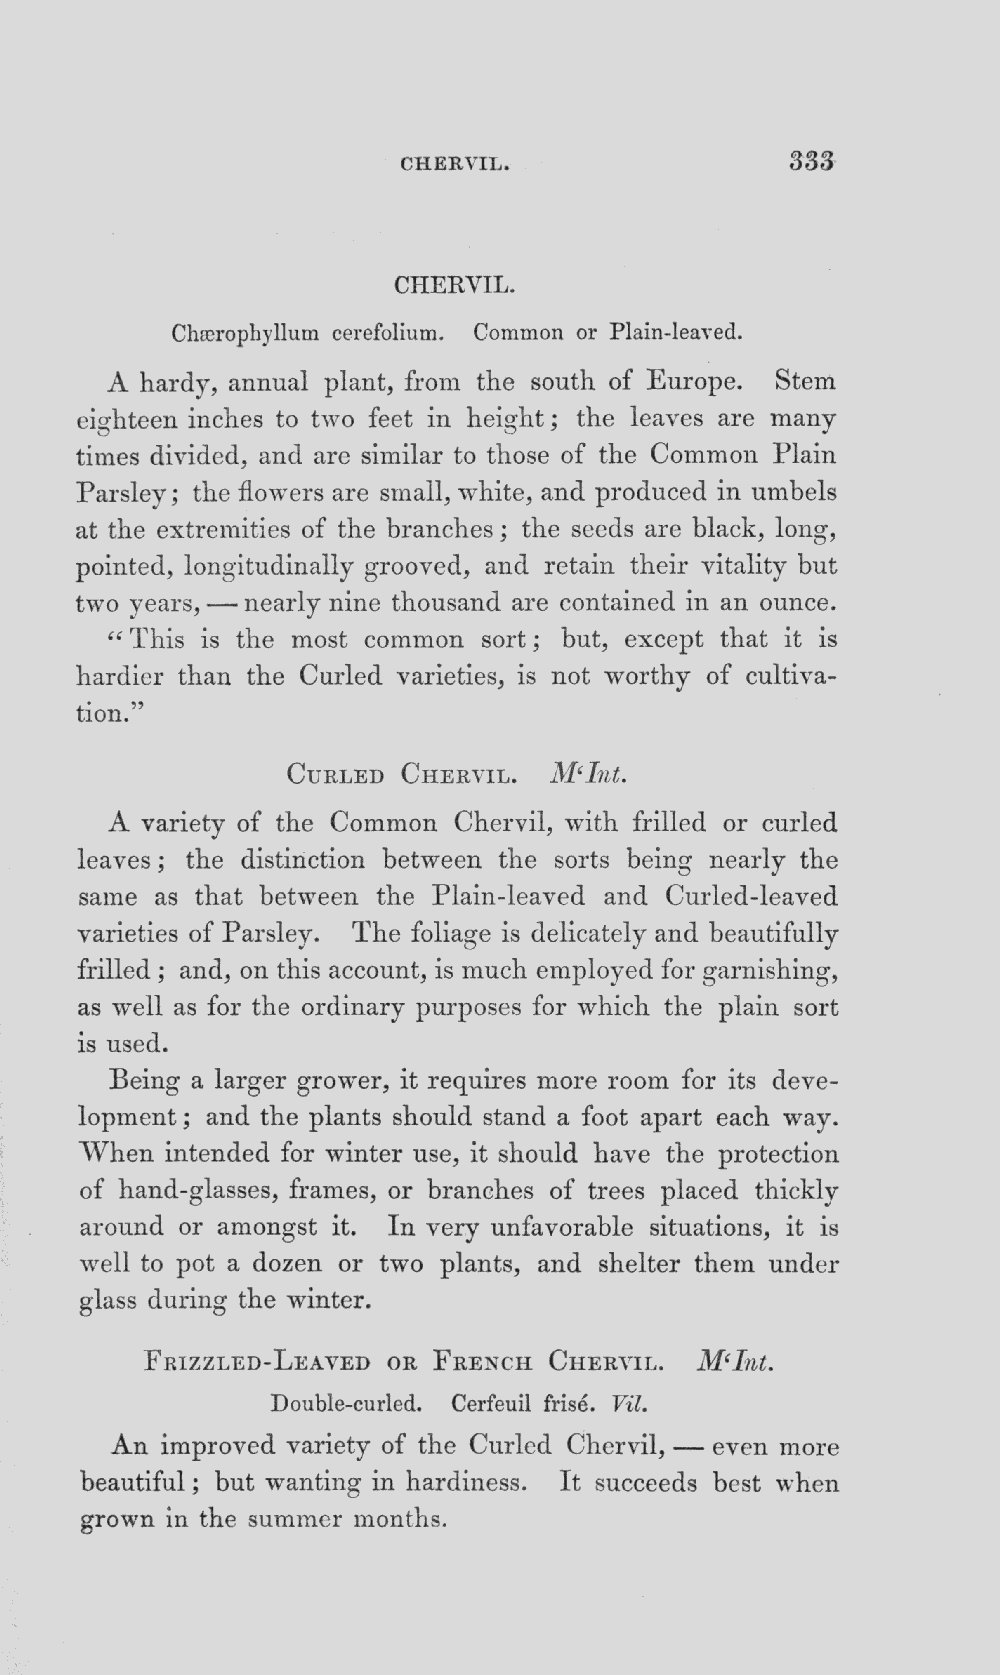 CHERVIL. 333
CHERVIL.
Chærophyllum cerefolium. Common or Plain-leaved.
A hardy, annual plant, from the south of Europe. Stem
eighteen inches to two feet in height; the leaves are many
times divided, and are similar to those of the Common Plain
Parsley; the flowers are small, white, and produced in umbels
at the extremities of the branches; the seeds are black, long,
pointed, longitudinally grooved, and retain their vitality but
two years, — nearly nine thousand are contained in an ounce.
“This is the most common sort; but, except that it is
hardier than the Curled varieties, is not worthy of cultiva-
tion.”
CURLED CHERVIL. M‘Int.
A variety of the Common Chervil, with frilled or curled
leaves; the distinction between the sorts being nearly the
same as that between the Plain-leaved and Curled-leaved
varieties of Parsley. The foliage is delicately and beautifully
frilled; and, on this account, is much employed for garnishing,
as well as for the ordinary purposes for which the plain sort
is used.
Being a larger grower, it requires more room for its deve-
lopment; and the plants should stand a foot apart each way.
When intended for winter use, it should have the protection
of hand-glasses, frames, or branches of trees placed thickly
around or amongst it. In very unfavorable situations, it is
well to pot a dozen or two plants, and shelter them under
glass during the winter.
FRIZZLED-LEAVED OR FRENCH CHERVIL. M‘Int.
Double-curled. Cerfeuil frisé. Vil.
An improved variety of the Curled Chervil, — even more
beautiful; but wanting in hardiness. It succeeds best when
grown in the summer months.